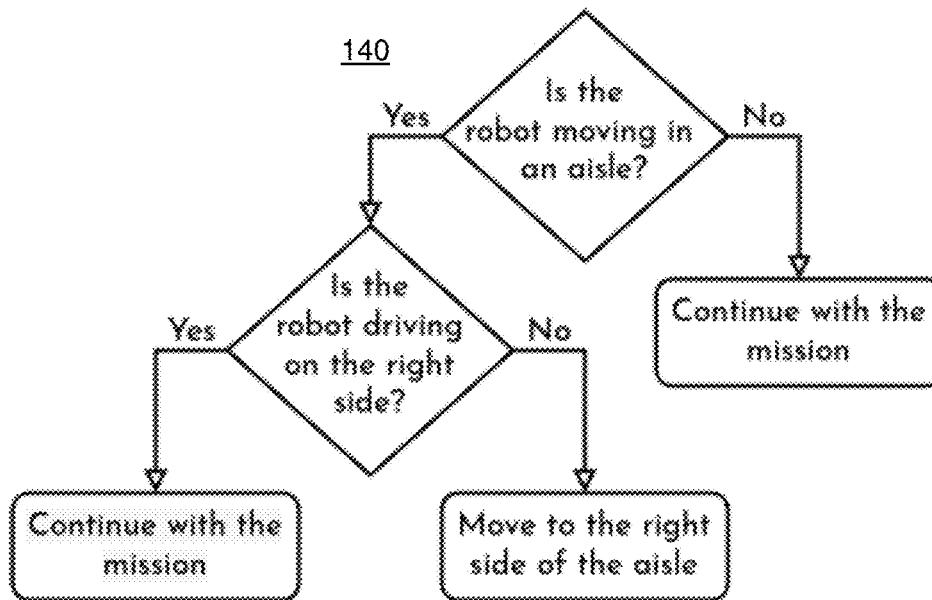 140
Is the
robot moving in
an aisle?
Yes
No
Is the
robot driving
on the right
side?
Yes
No
Continue with the
mission
Continue with the
mission
Move to the right
side of the aisle